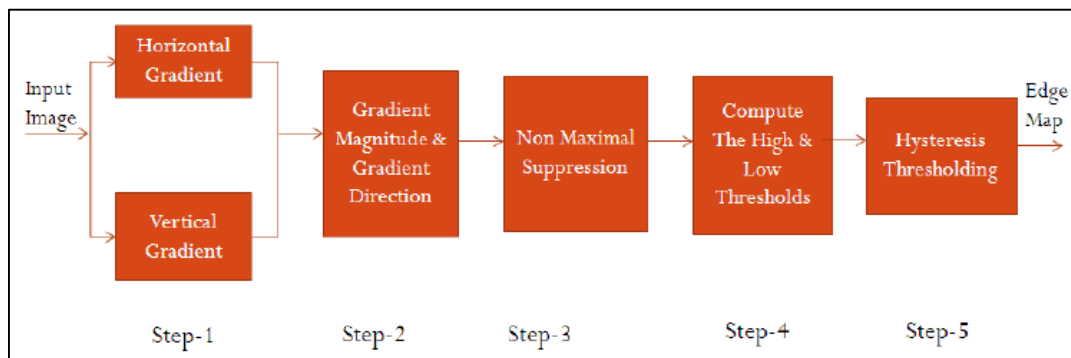 Input
Image
Horizontal
Gradient
Vertical
Gradient
Gradient
Magnitude &
Gradient
Direction
Non Maximal
Suppression
Compute
The High &
Low
Thresholds
Hysteresis
Thresholding
Edge
Map
Step-1
Step-2
Step-3
Step-4
Step-5